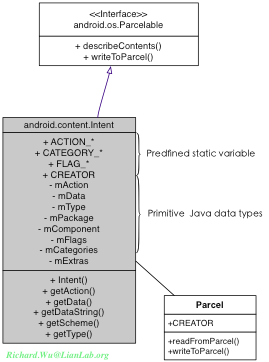 <<Interface>>
android.os.Parcelable
+ describeContents()
+ writeToParcel()
android.content.Intent
+ ACTION_*
+ CATEGORY_*
+ FLAG_*
+ CREATOR
- mAction
- mData
- mType
- mPackage
- mComponent
- mFlags
- mCategories
- mExtras
Predfined static variable
Primitive Java data types
+ Intent()
+ getAction()
+ getData()
+ getDataString()
+ getScheme()
+ getType()
Parcel
+CREATOR
+readFromParcel()
+writeToParcel()
Richard.Wu@LianLab.org